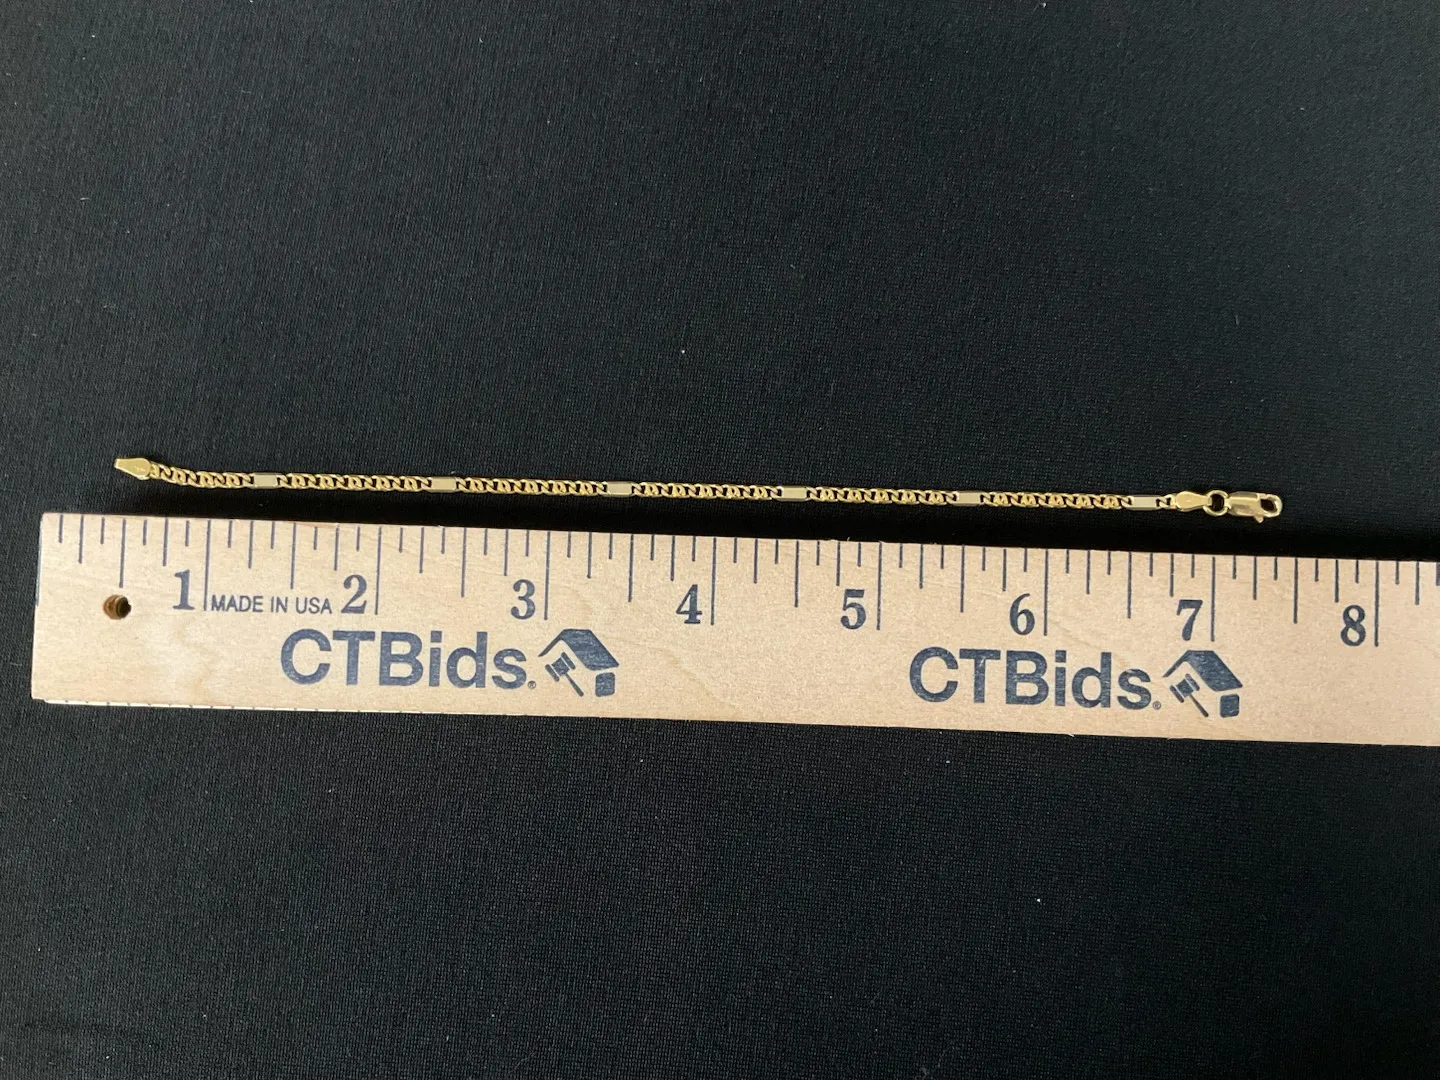 1 MADE IN USA 2 3 4 5 6 7 8
CTBids® CTBids®